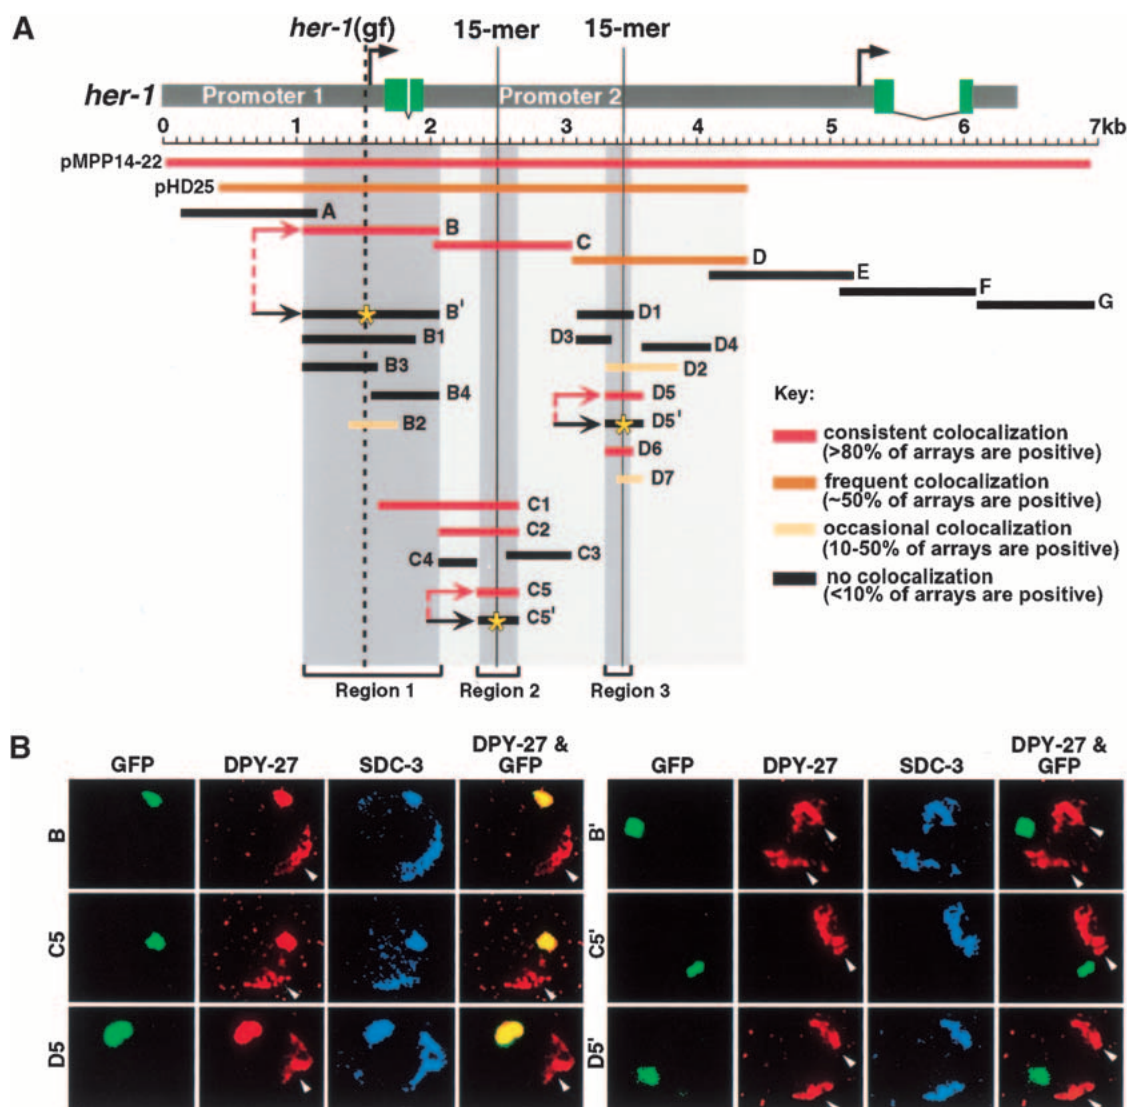 A
her-1(gf) 15-mer 15-mer
her-1 Promoter 1 Promoter 2
0 1 2 3 4 5 6 7kb
pMPP14-22
pHD25
A
B
C
D
E
F
G
B'
D1
B1
D3
D4
B3
D2
B4
D5
B2
D5'
D6
D7
C1
C2
C4
C3
C5
C5'
Region 1 Region 2 Region 3
Key:
consistent colocalization
(>80% of arrays are positive)
frequent colocalization
(~50% of arrays are positive)
occasional colocalization
(10-50% of arrays are positive)
no colocalization
(<10% of arrays are positive)
B
GFP DPY-27 SDC-3 DPY-27 &
GFP
GFP DPY-27 SDC-3 DPY-27 &
GFP
B
B'
C5
C5'
D5
D5'